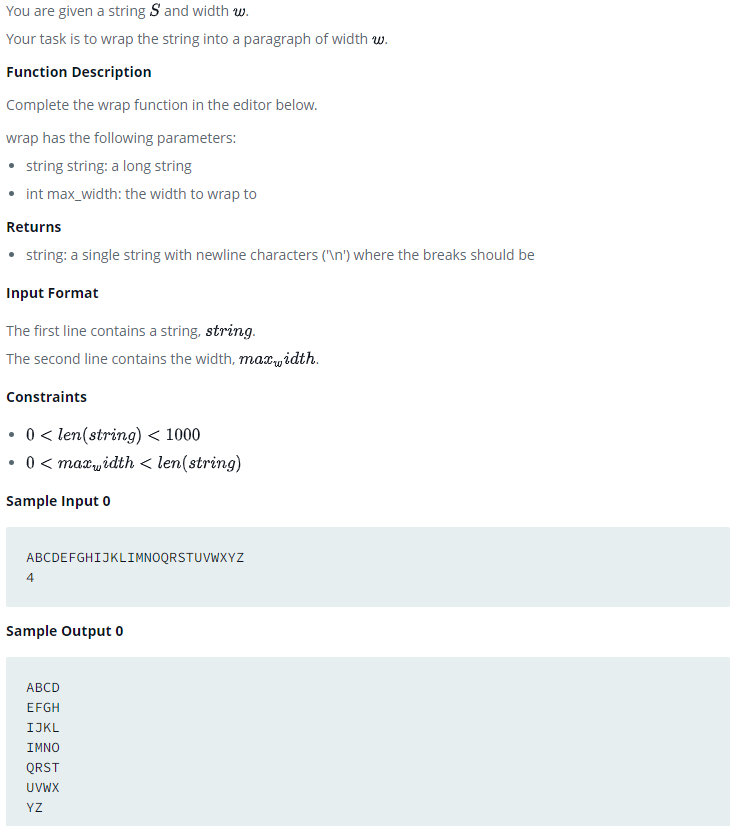 You are given a string S and width w.
Your task is to wrap the string into a paragraph of width w.
Function Description
Complete the wrap function in the editor below.
wrap has the following parameters:
• string string: a long string
• int max_width: the width to wrap to
Returns
• string: a single string with newline characters ('\n') where the breaks should be
Input Format
The first line contains a string, string.
The second line contains the width, max_width.
Constraints
• 0 < len(string) < 1000
• 0 < max_width < len(string)
Sample Input 0
ABCDEFGHIJKLIMNOQRSTUVWXYZ
4
Sample Output 0
ABCD
EFGH
IJKL
IMNO
QRST
UVWX
YZ